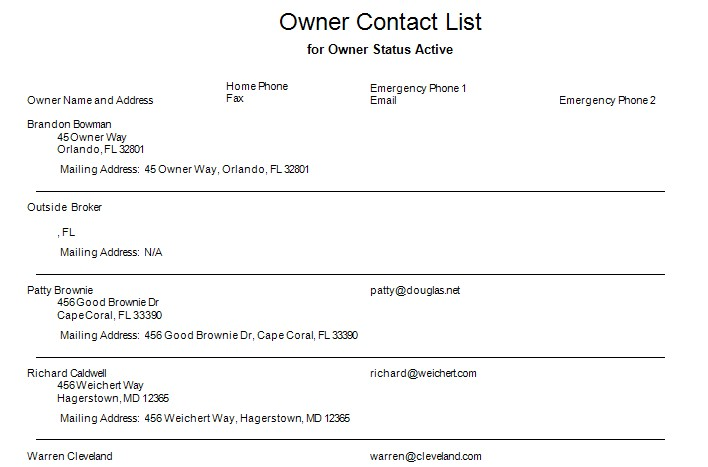 Owner Contact List
for Owner Status Active
Owner Name and Address Home Phone Emergency Phone 1 Emergency Phone 2
Fax Email
Brandon Bowman
45 Owner Way
Orlando, FL 32801
Mailing Address: 45 Owner Way, Orlando, FL 32801
Outside Broker
, FL
Mailing Address: N/A
Patty Brownie patty@douglas.net
456 Good Brownie Dr
Cape Coral, FL 33390
Mailing Address: 456 Good Brownie Dr, Cape Coral, FL 33390
Richard Caldwell richard@weichert.com
456 Weichert Way
Hagerstown, MD 12365
Mailing Address: 456 Weichert Way, Hagerstown, MD 12365
Warren Cleveland warren@cleveland.com